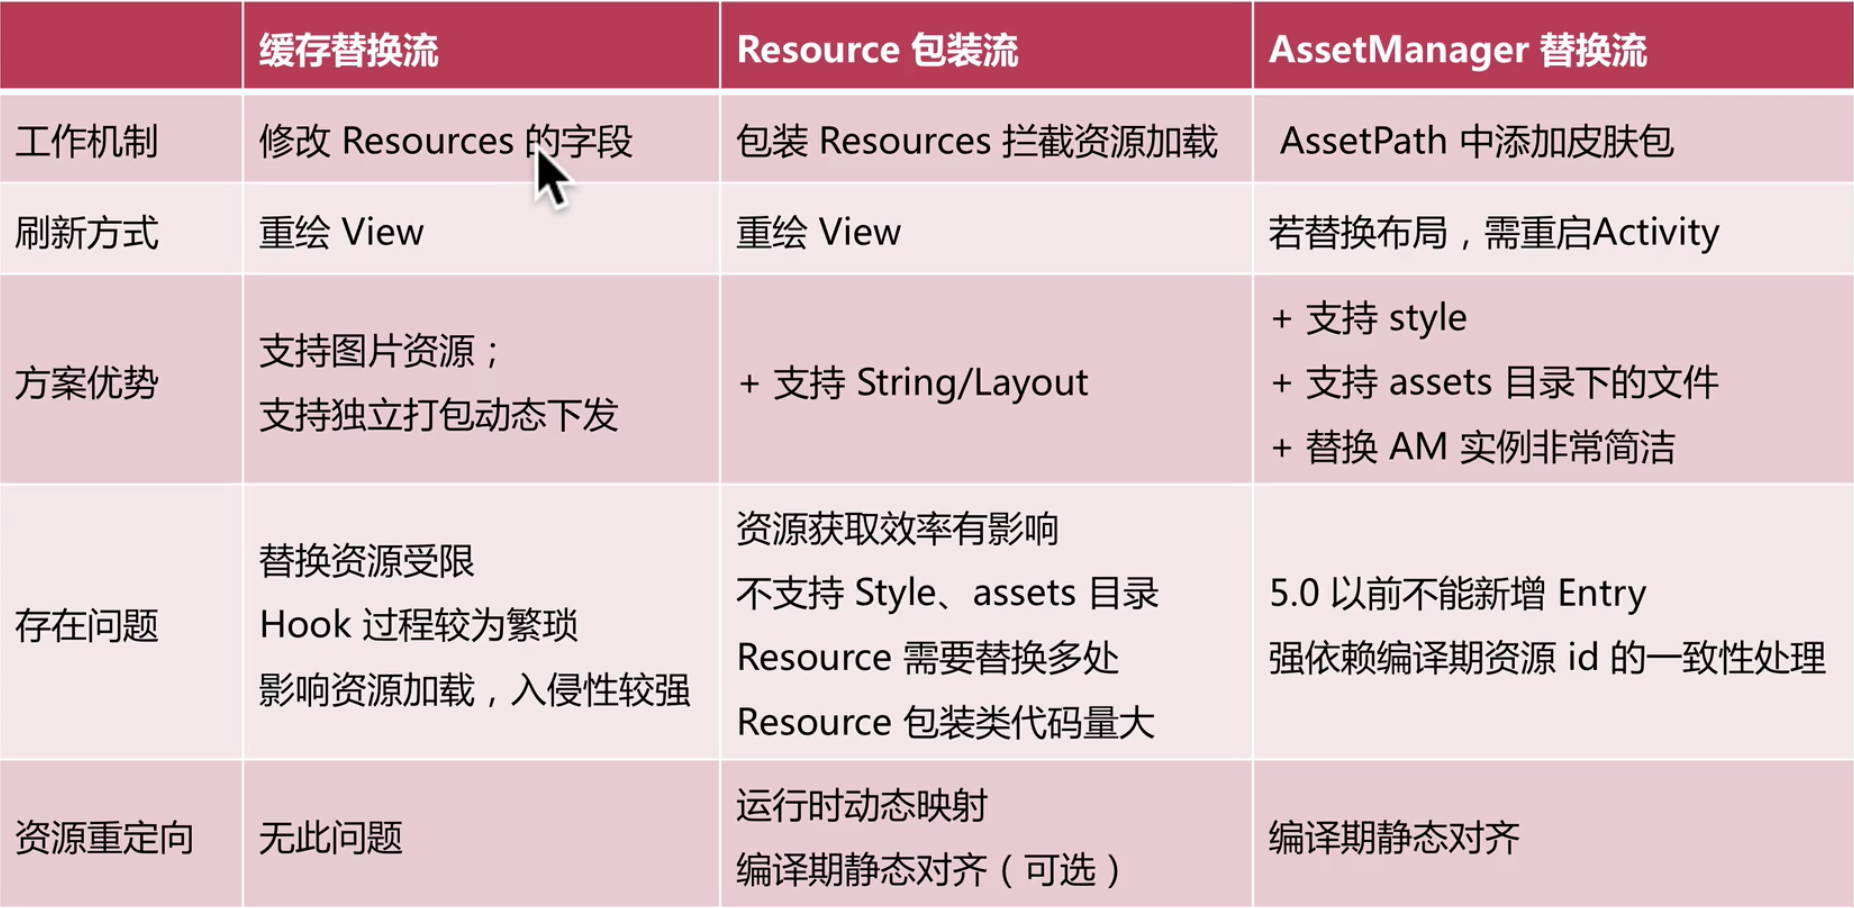 缓存替换流
Resource 包装流
AssetManager 替换流
工作机制
修改 Resources 的字段
包装 Resources 拦截资源加载
AssetPath 中添加皮肤包
刷新方式
重绘 View
重绘 View
若替换布局，需重启Activity
方案优势
支持图片资源；
支持独立打包动态下发
+ 支持 String/Layout
+ 支持 style
+ 支持 assets 目录下的文件
+ 替换 AM 实例非常简洁
存在问题
替换资源受限
Hook 过程较为繁琐
影响资源加载，入侵性较强
资源获取效率有影响
不支持 Style、assets 目录
Resource 需要替换多处
Resource 包装类代码量大
5.0 以前不能新增 Entry
强依赖编译期资源 id 的一致性处理
资源重定向
无此问题
运行时动态映射
编译期静态对齐（可选）
编译期静态对齐